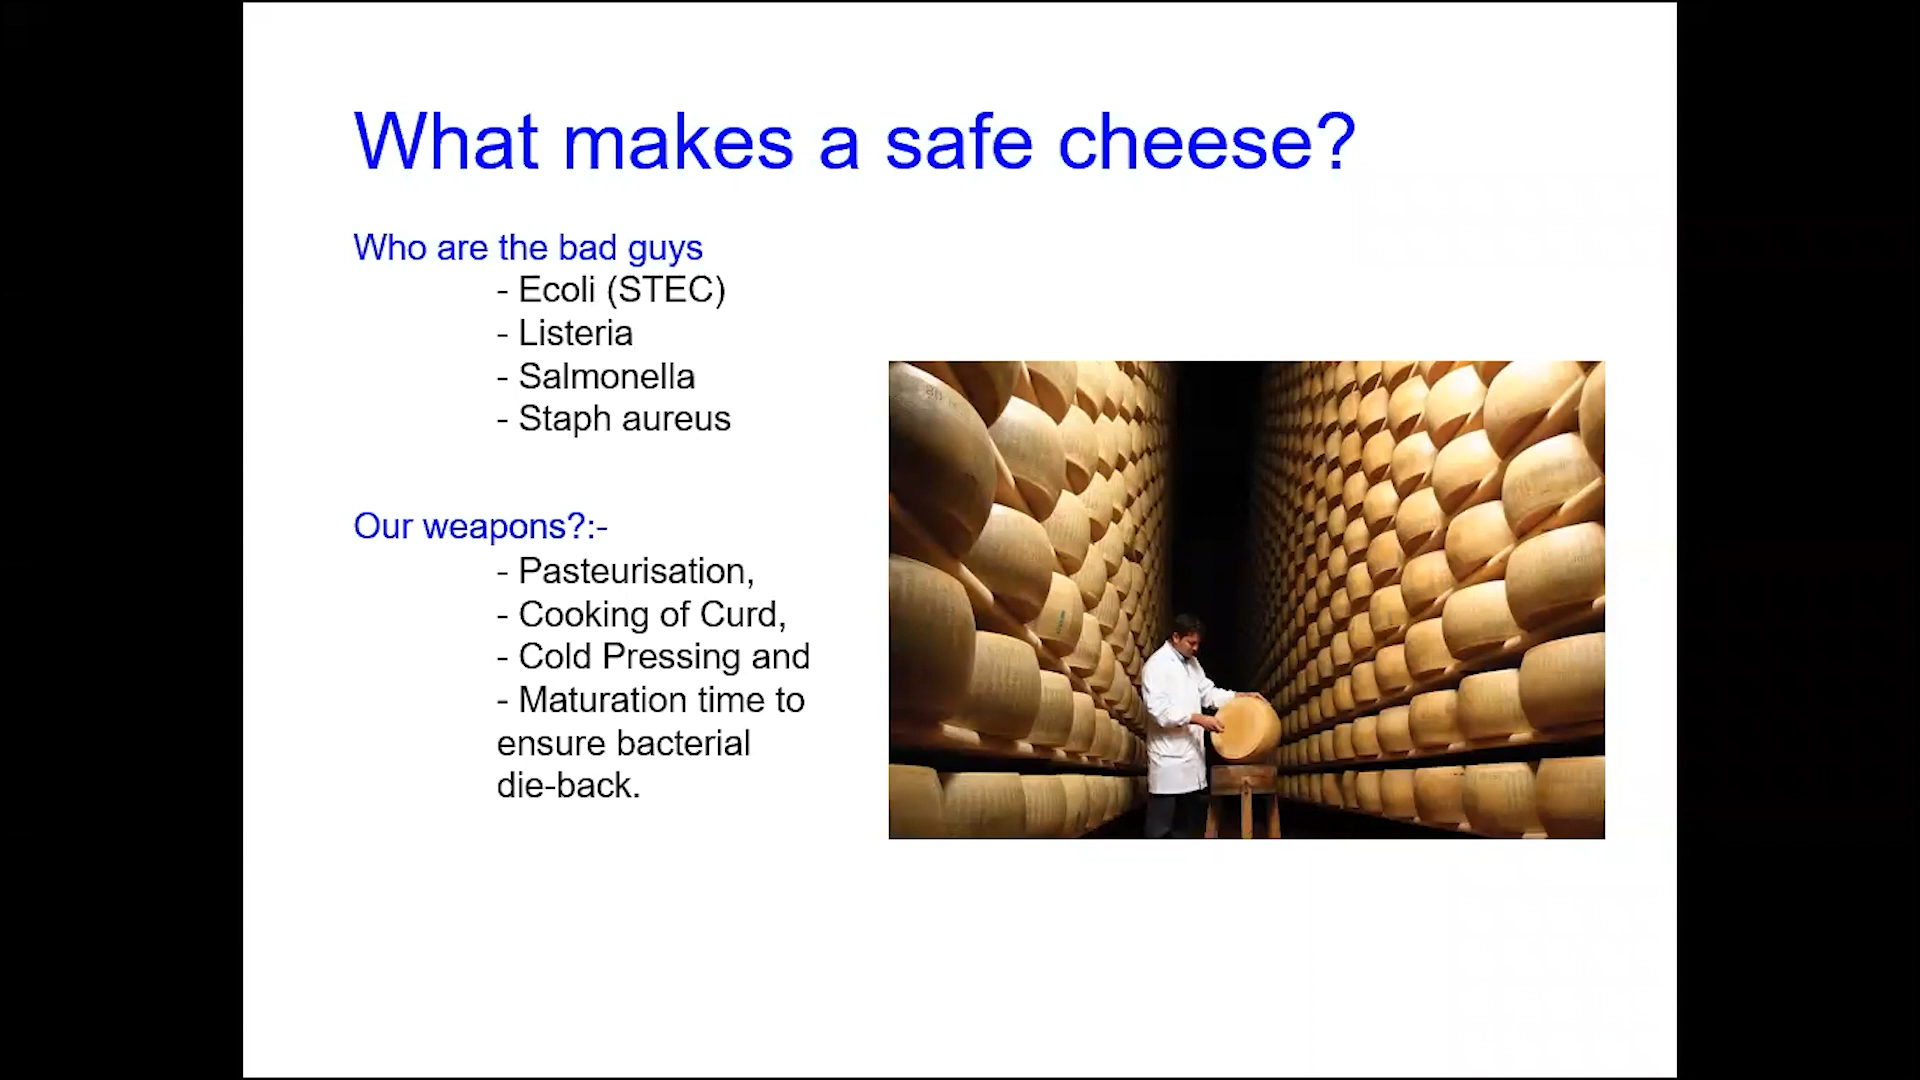 What makes a safe cheese?
Who are the bad guys
- Ecoli (STEC)
- Listeria
- Salmonella
- Staph aureus
Our weapons?:-
- Pasteurisation,
- Cooking of Curd,
- Cold Pressing and
- Maturation time to
ensure bacterial
die-back.